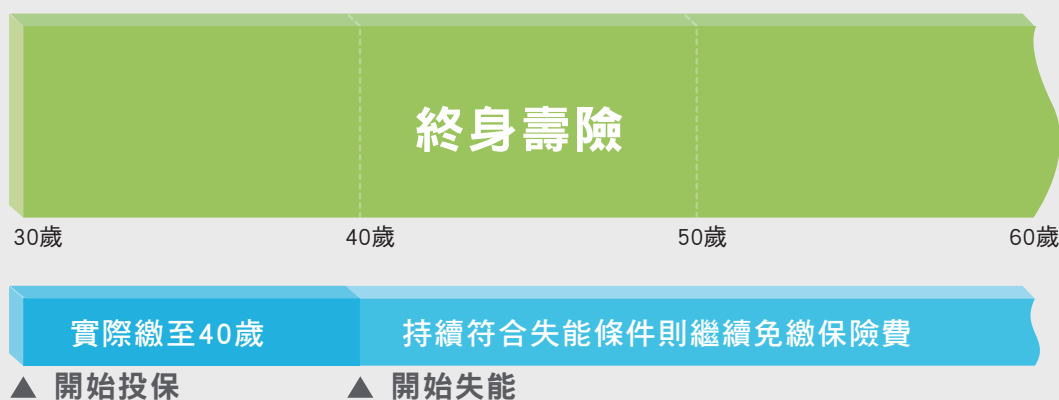 終身壽險
30歲 40歲 50歲 60歲
實際繳至40歲 持續符合失能條件則繼續免繳保險費
▲ 開始投保 ▲ 開始失能